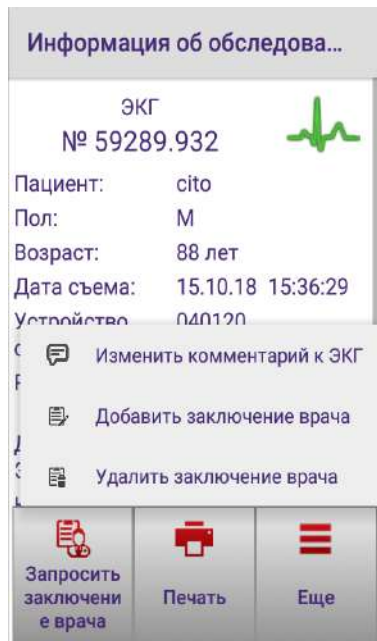 Информация об обследова...
ЭКГ
№ 59289.932
Пациент: cito
Пол: М
Возраст: 88 лет
Дата съема: 15.10.18 15:36:29
Устройство 040120
Изменить комментарий к ЭКГ
Добавить заключение врача
Удалить заключение врача
Запросить
заключени
е врача
Печать
Еще